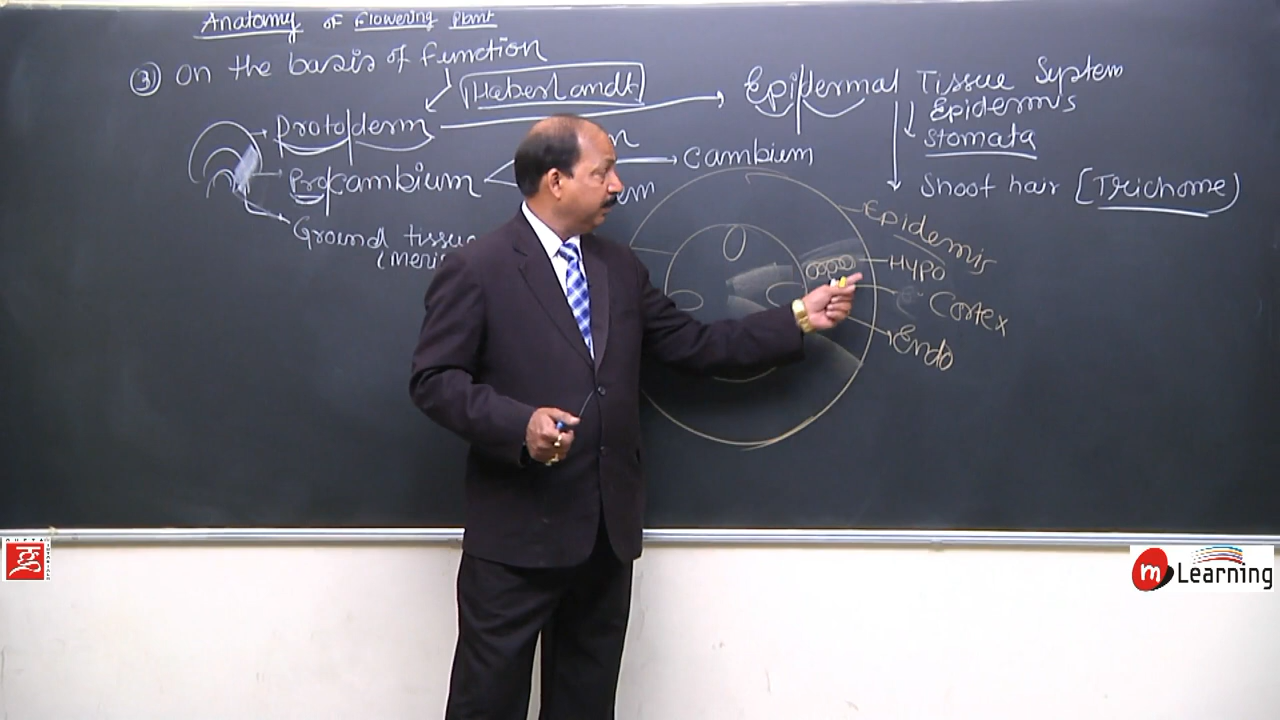 Anatomy of Flowering Plant
③ On the basis of function
Haberlandt
Protoderm
Epidermal Tissue System
Epidermis
Stomata
Shoot hair (Trichome)
Procambium
Cambium
Ground tissue
Epidemis
Hypo
Cortex
Endo
m Learning